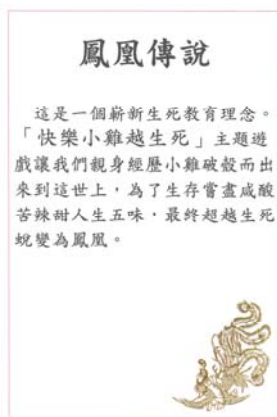 鳳凰傳說
這是一個嶄新生死教育理念。
「快樂小雞越生死」主題遊
戲讓我們親身經歷小雞破殼而出
來到這世上，為了生存嘗盡咸酸
苦辣甜人生五味，最終超越生死
蛻變為鳳凰。